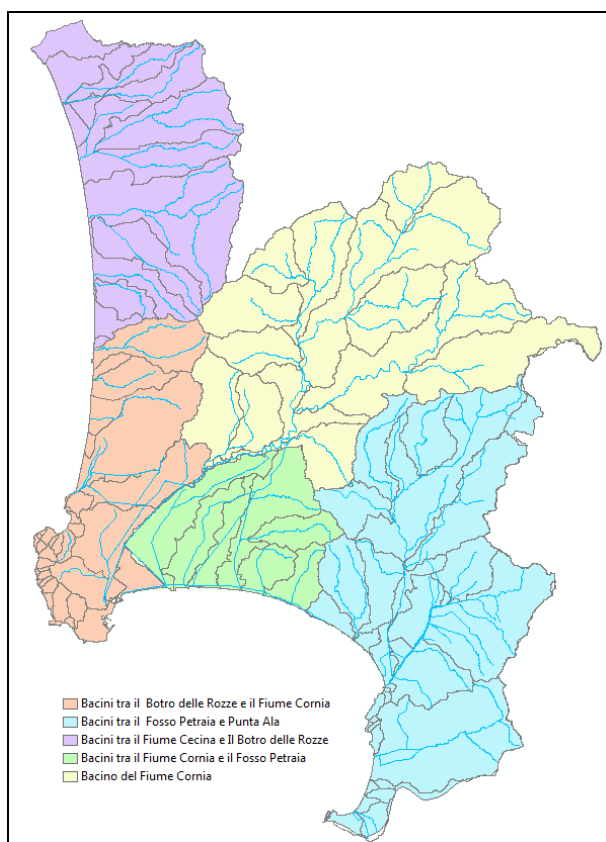 Bacini tra il Botro delle Rozze e il Fiume Cornia
Bacini tra il Fosso Petraia e Punta Ala
Bacini tra il Fiume Cecina e Il Botro delle Rozze
Bacini tra il Fiume Cornia e il Fosso Petraia
Bacino del Fiume Cornia